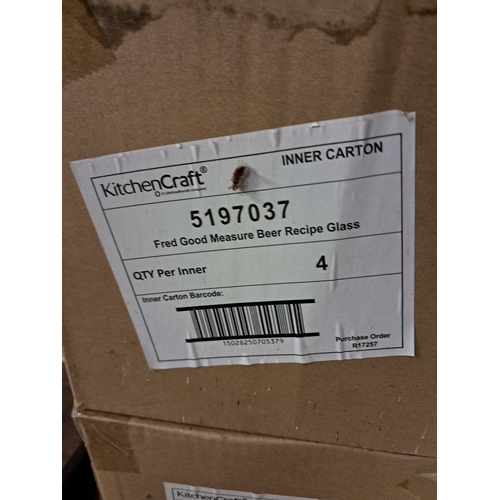 KitchenCraft®
INNER CARTON
5197037
Fred Good Measure Beer Recipe Glass
QTY Per Inner 4
Inner Carton Barcode:
15028250705379
Purchase Order
R17257
KitchenCraft